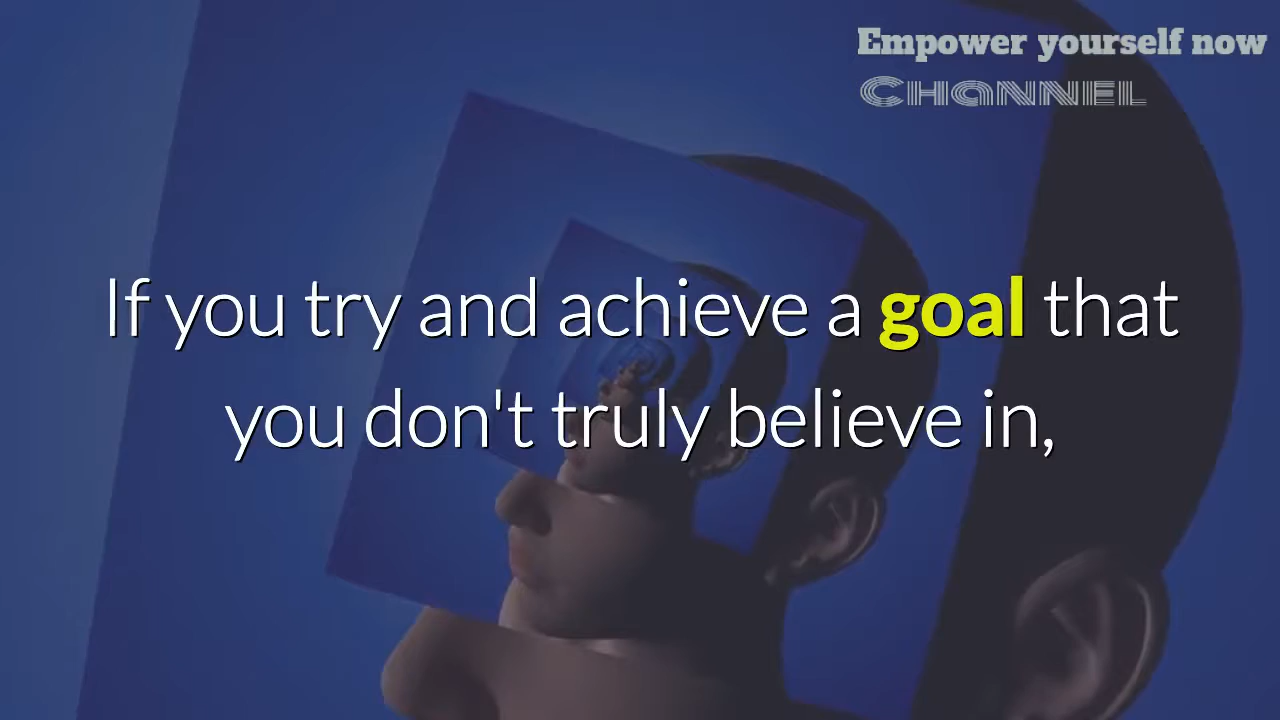 Empower yourself now
Channel
If you try and achieve a goal that
you don't truly believe in,